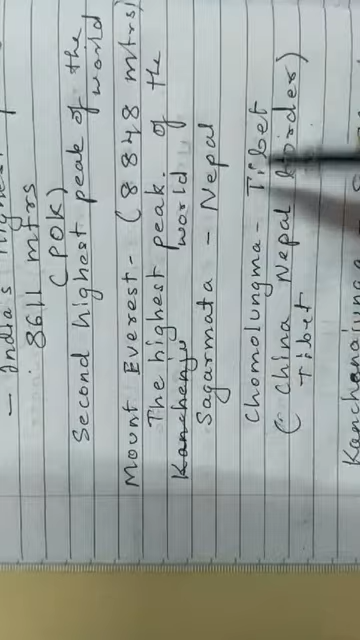 - India's highest
8611 mtrs
(POK)
Second highest peak of the
world
Mount Everest- (8848 mtrs)
The highest peak. of the
world
Kanchenju
Sagarmata - Nepal
Chomolungma - Tibet
( China Nepal border)
Tibet